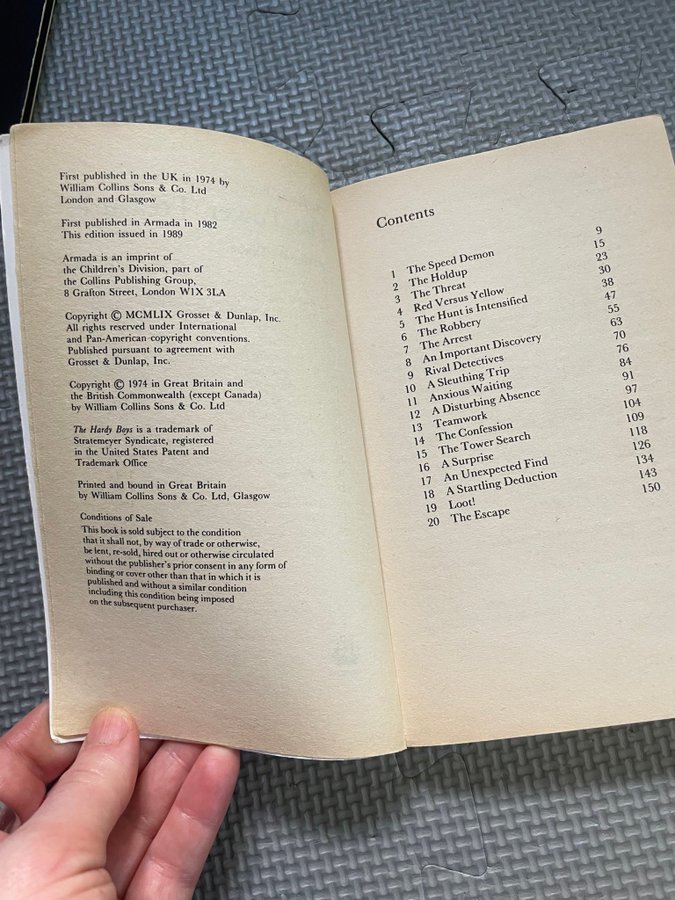 First published in the UK in 1974 by
William Collins Sons & Co. Ltd
London and Glasgow
First published in Armada in 1982
This edition issued in 1989
Armada is an imprint of
the Children's Division, part of
the Collins Publishing Group,
8 Grafton Street, London W1X 3LA
Copyright © MCMLIX Grosset & Dunlap, Inc.
All rights reserved under International
and Pan-American-copyright conventions.
Published pursuant to agreement with
Grosset & Dunlap, Inc.
Copyright © 1974 in Great Britain and
the British Commonwealth (except Canada)
by William Collins Sons & Co. Ltd
The Hardy Boys is a trademark of
Stratemeyer Syndicate, registered
in the United States Patent and
Trademark Office
Printed and bound in Great Britain
by William Collins Sons & Co. Ltd, Glasgow
Conditions of Sale
This book is sold subject to the condition
that it shall not, by way of trade or otherwise,
be lent, re-sold, hired out or otherwise circulated
without the publisher's prior consent in any form of
binding or cover other than that in which it is
published and without a similar condition
including this condition being imposed
on the subsequent purchaser.
Contents
1 The Speed Demon 9
2 The Holdup 15
3 The Threat 23
4 Red Versus Yellow 30
5 The Hunt is Intensified 38
6 The Robbery 47
7 The Arrest 55
8 An Important Discovery 63
9 Rival Detectives 70
10 A Sleuthing Trip 76
11 Anxious Waiting 84
12 A Disturbing Absence 91
13 Teamwork 97
14 The Confession 104
15 The Tower Search 109
16 A Surprise 118
17 An Unexpected Find 126
18 A Startling Deduction 134
19 Loot! 143
20 The Escape 150